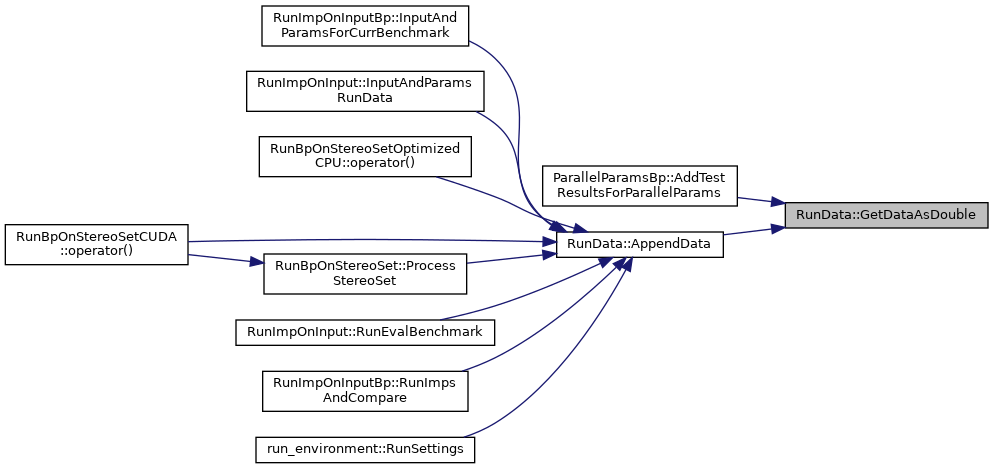 RunImpOnInputBp::InputAnd
ParamsForCurrBenchmark
RunImpOnInput::InputAndParams
RunData
RunBpOnStereoSetOptimized
CPU::operator()
ParallelParamsBp::AddTest
ResultsForParallelParams
RunData::GetDataAsDouble
RunBpOnStereoSetCUDA
::operator()
RunData::AppendData
RunBpOnStereoSet::Process
StereoSet
RunImpOnInput::RunEvalBenchmark
RunImpOnInputBp::RunImps
AndCompare
run_environment::RunSettings